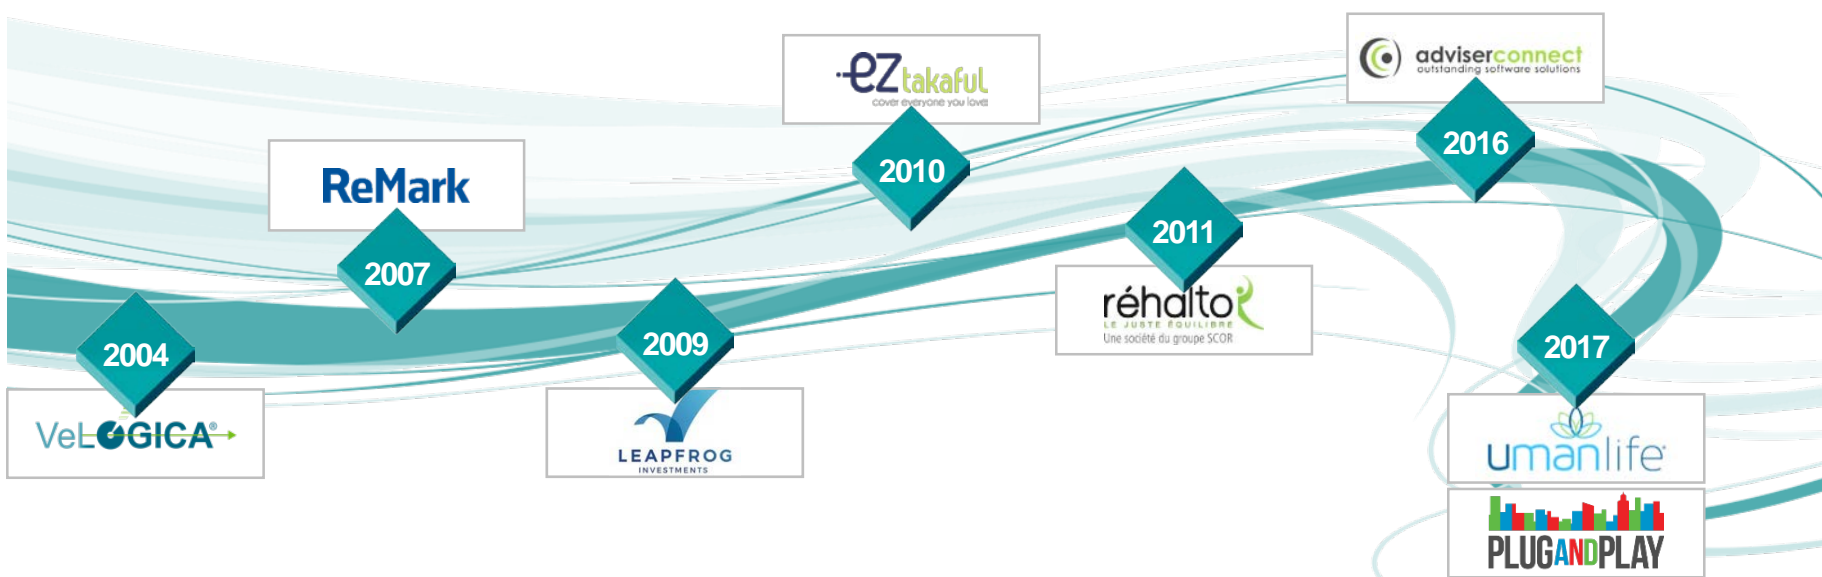 2004
VeLOGICA®
2007
ReMark
2009
LEAPFROG
INVESTMENTS
2010
eZtakaful
cover everyone you love!
2011
réhalto
LE JUSTE ÉQUILIBRE
Une société du groupe SCOR
2016
adviserconnect
outstanding software solutions
2017
umanlife
PLUGANDPLAY